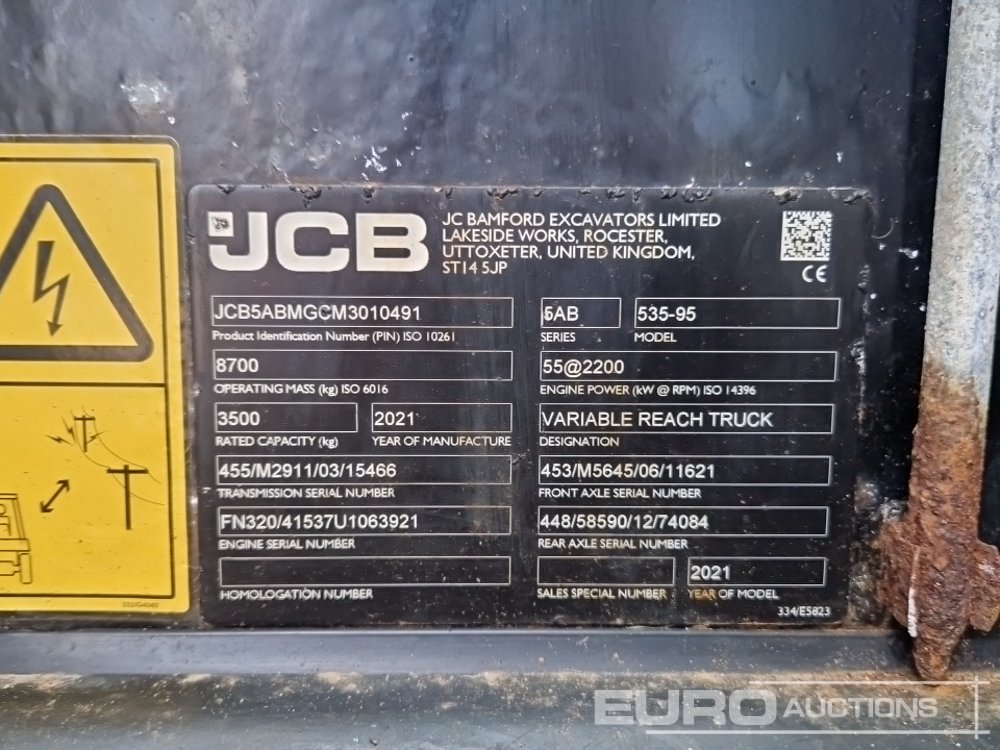 JCB
JC BAMFORD EXCAVATORS LIMITED
LAKESIDE WORKS, ROCESTER,
UTTOXETER, UNITED KINGDOM,
ST14 5JP
CE
JCB5ABMGCM3010491
Product Identification Number (PIN) ISO 10261
5AB
SERIES
535-95
MODEL
8700
OPERATING MASS (kg) ISO 6016
55@2200
ENGINE POWER (kW @ RPM) ISO 14396
3500
RATED CAPACITY (kg)
2021
YEAR OF MANUFACTURE
VARIABLE REACH TRUCK
DESIGNATION
455/M2911/03/15466
TRANSMISSION SERIAL NUMBER
453/M5645/06/11621
FRONT AXLE SERIAL NUMBER
FN320/41537U1063921
ENGINE SERIAL NUMBER
448/58590/12/74084
REAR AXLE SERIAL NUMBER
HOMOLOGATION NUMBER
SALES SPECIAL NUMBER
2021
YEAR OF MODEL
334/E5823
EURO AUCTIONS